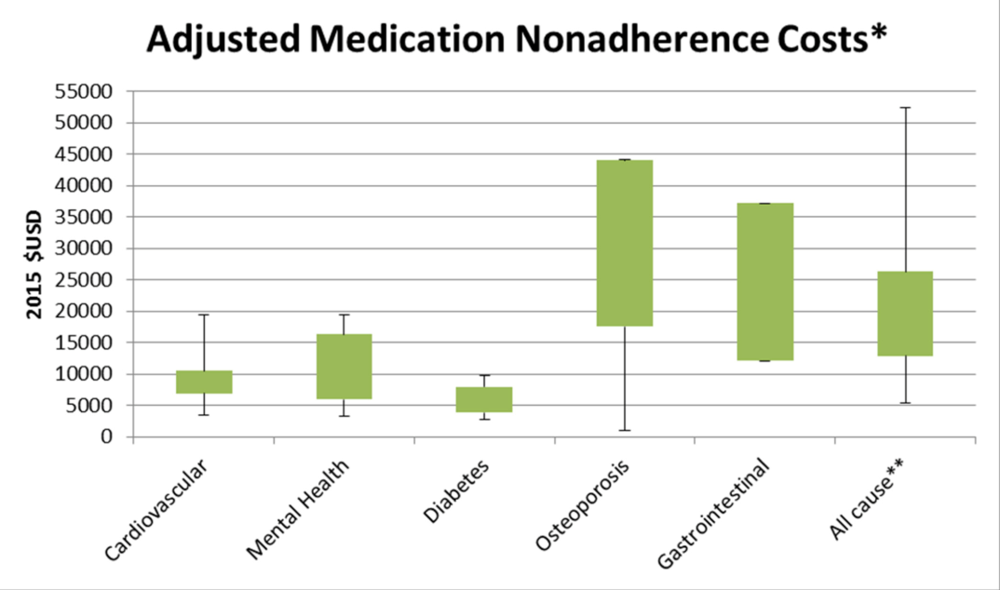 Adjusted Medication Nonadherence Costs*
55000
50000
45000
40000
35000
30000
25000
20000
15000
10000
5000
0
2015 $USD
Cardiovascular
Mental Health
Diabetes
Osteoporosis
Gastrointestinal
All cause**